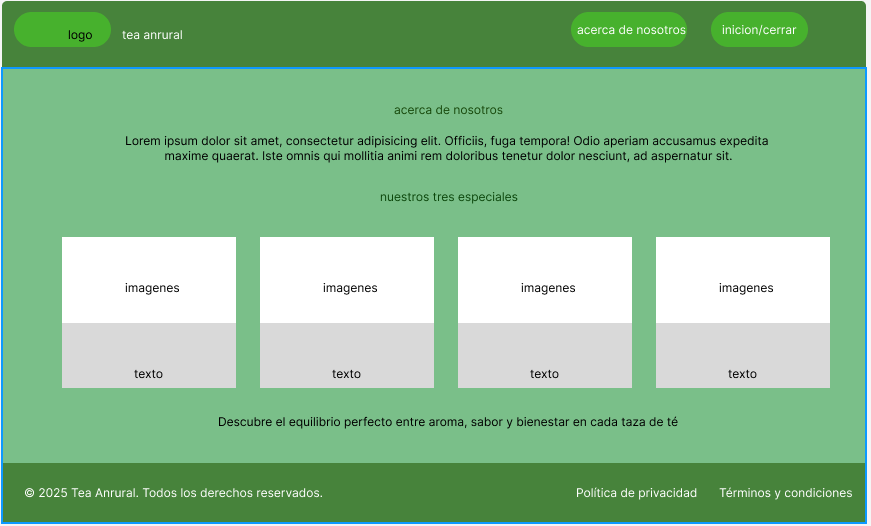 logo
tea anrural
acerca de nosotros
inicion/cerrar
acerca de nosotros
Lorem ipsum dolor sit amet, consectetur adipisicing elit. Officiis, fuga tempora! Odio aperiam accusamus expedita
maxime quaerat. Iste omnis qui mollitia animi rem doloribus tenetur dolor nesciunt, ad aspernatur sit.
nuestros tres especiales
imagenes
imagenes
imagenes
imagenes
texto
texto
texto
texto
Descubre el equilibrio perfecto entre aroma, sabor y bienestar en cada taza de té
© 2025 Tea Anrural. Todos los derechos reservados.
Política de privacidad
Términos y condiciones